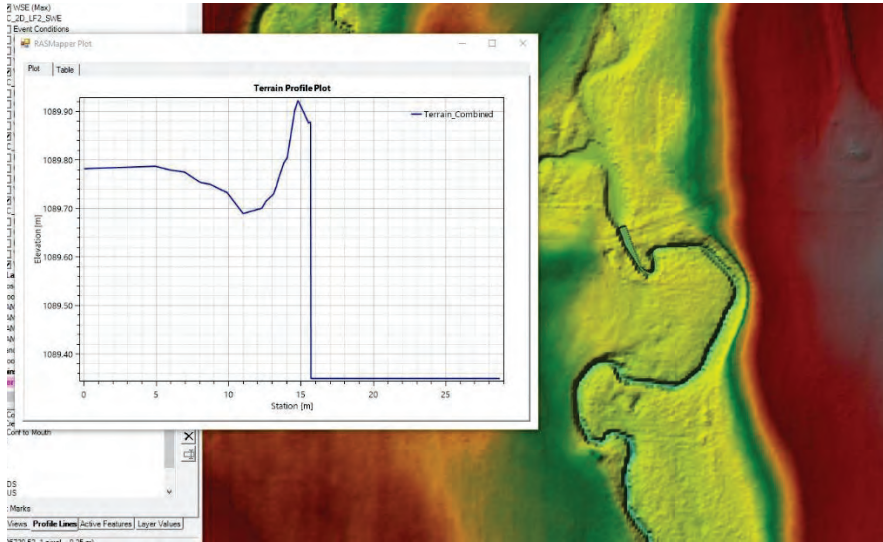 WSE (Max)
C_2D_LF2_SWE
Event Conditions
RASMapper Plot
Plot Table
Terrain Profile Plot
Terrain_Combined
Elevation [m]
1089.90
1089.80
1089.70
1089.60
1089.50
1089.40
0 5 10 15 20 25
Station [m]
Conf to Mouth
DS
US
Marks
Views Profile Lines Active Features Layer Values